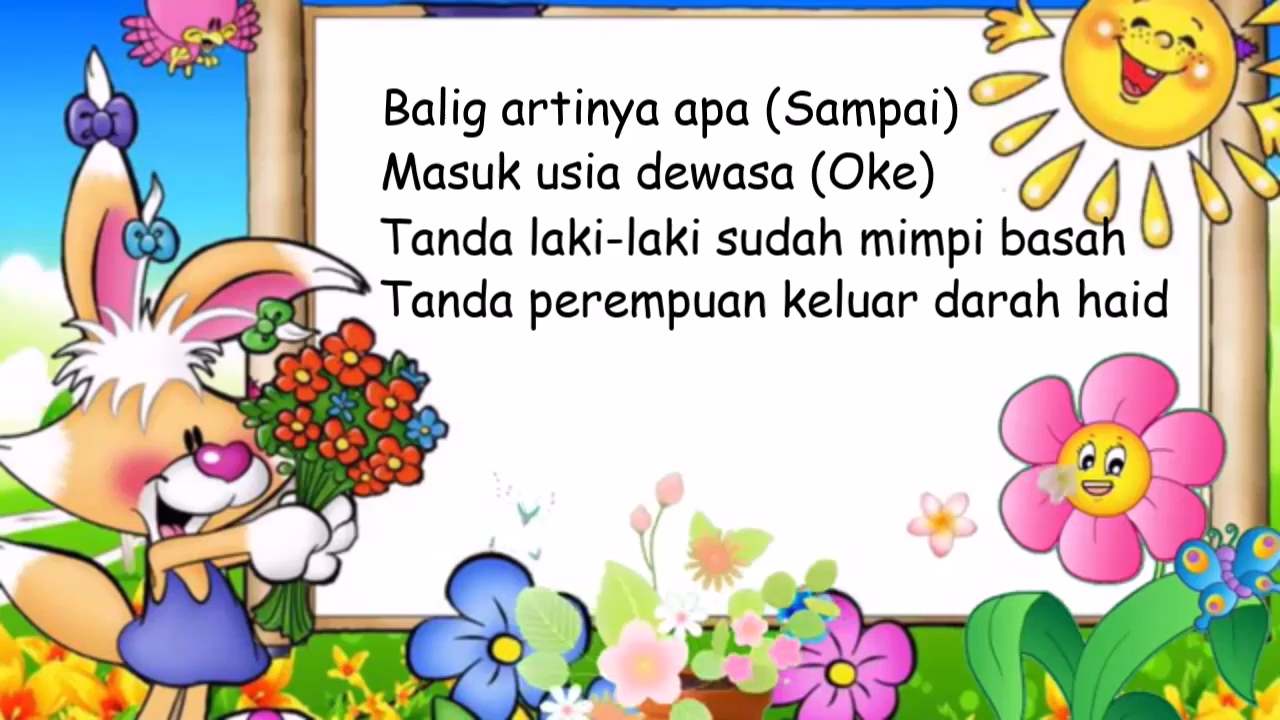 Balig artinya apa (Sampai)
Masuk usia dewasa (Oke)
Tanda laki-laki sudah mimpi basah
Tanda perempuan keluar darah haid